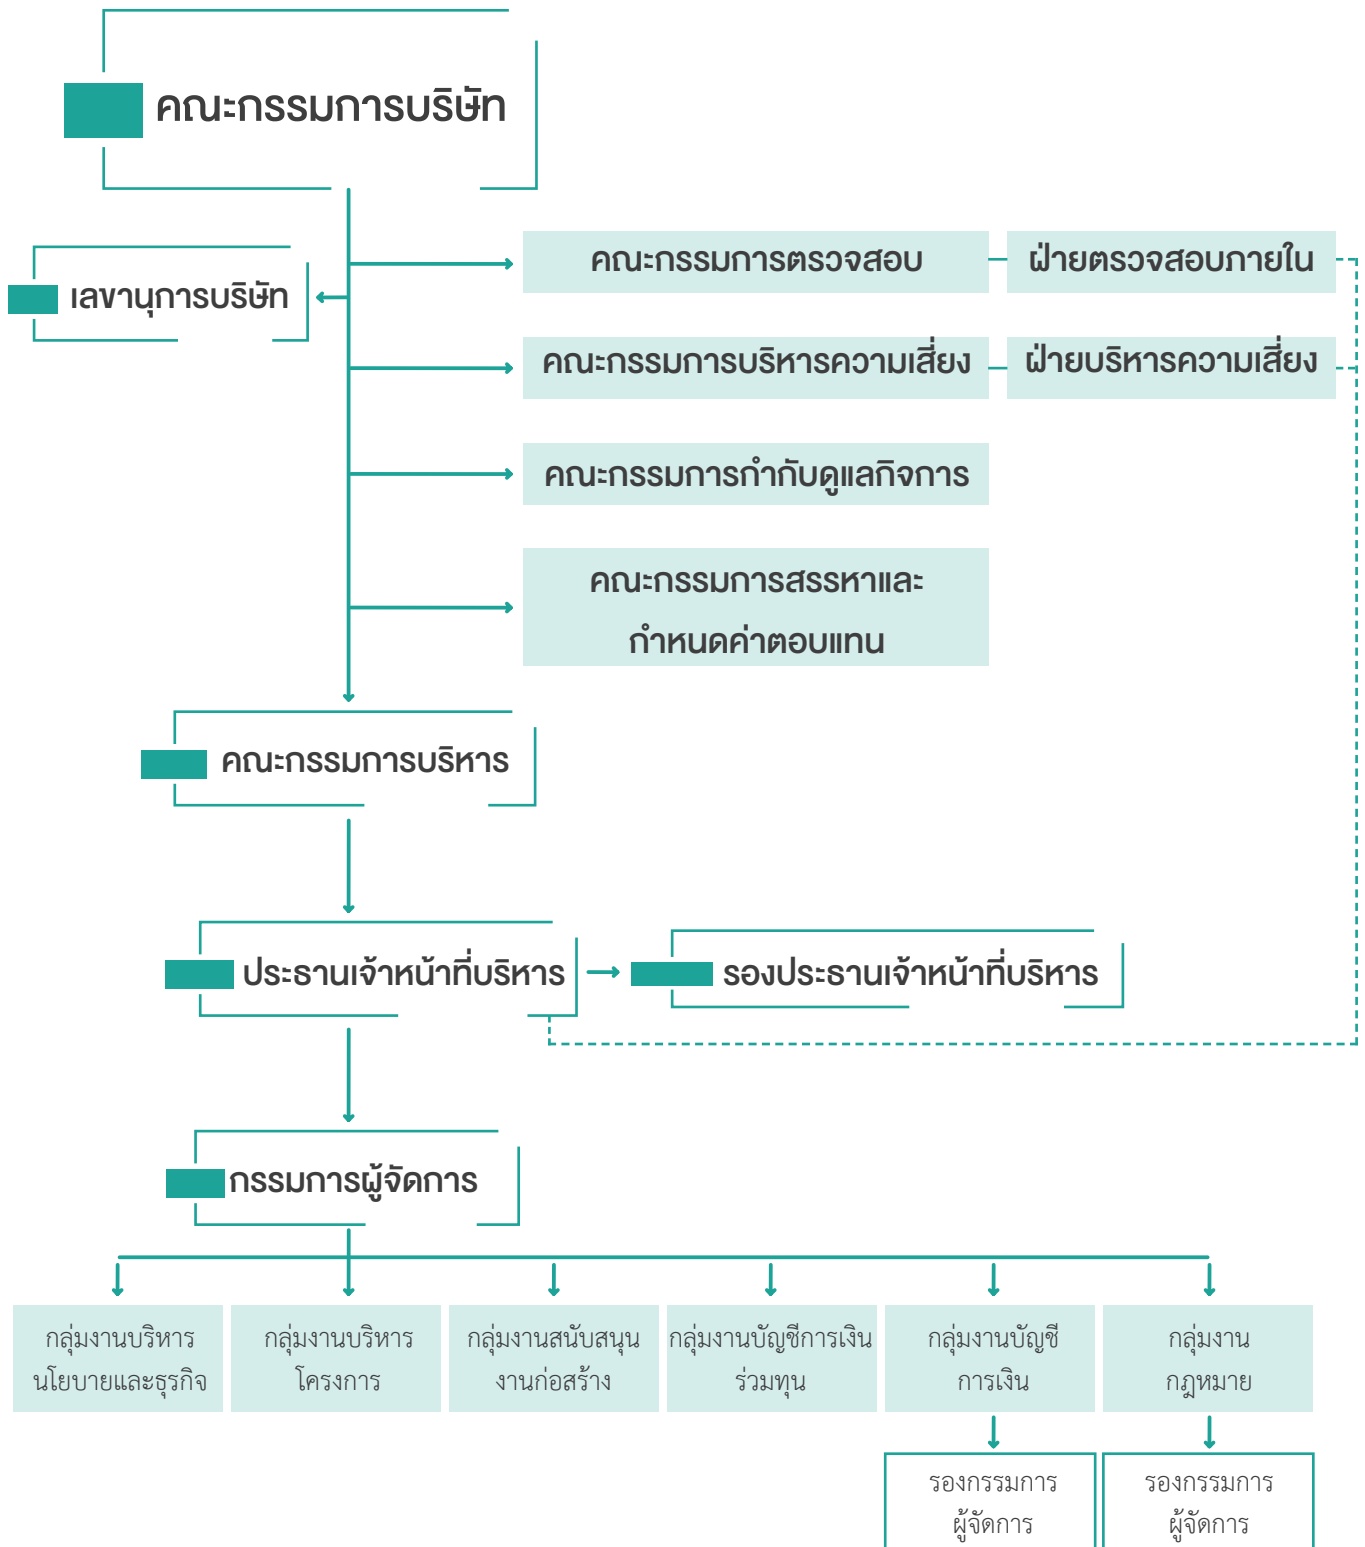 คณะกรรมการบริษัท
คณะกรรมการตรวจสอบ
ฝ่ายตรวจสอบภายใน
เลขานุการบริษัท
คณะกรรมการบริหารความเสี่ยง
ฝ่ายบริหารความเสี่ยง
คณะกรรมการกำกับดูแลกิจการ
คณะกรรมการสรรหาและ
กำหนดค่าตอบแทน
คณะกรรมการบริหาร
ประธานเจ้าหน้าที่บริหาร
รองประธานเจ้าหน้าที่บริหาร
กรรมการผู้จัดการ
กลุ่มงานบริหาร
นโยบายและธุรกิจ
กลุ่มงานบริหาร
โครงการ
กลุ่มงานสนับสนุน
งานก่อสร้าง
กลุ่มงานบัญชีการเงิน
ร่วมทุน
กลุ่มงานบัญชี
การเงิน
กลุ่มงาน
กฎหมาย
รองกรรมการ
ผู้จัดการ
รองกรรมการ
ผู้จัดการ